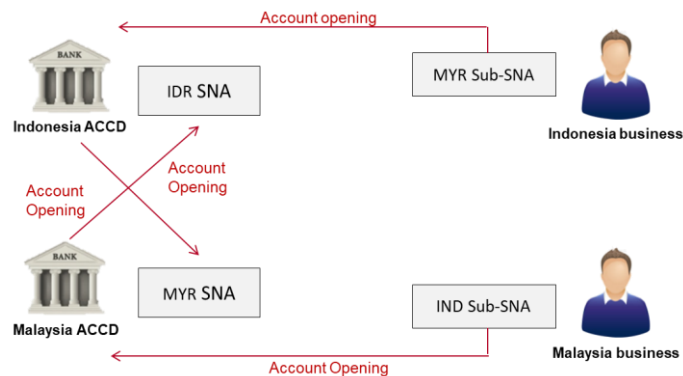 Account opening
BANK
IDR SNA
MYR Sub-SNA
Indonesia ACCD
Indonesia business
Account
Opening
Account
Opening
BANK
MYR SNA
IND Sub-SNA
Malaysia ACCD
Malaysia business
Account Opening